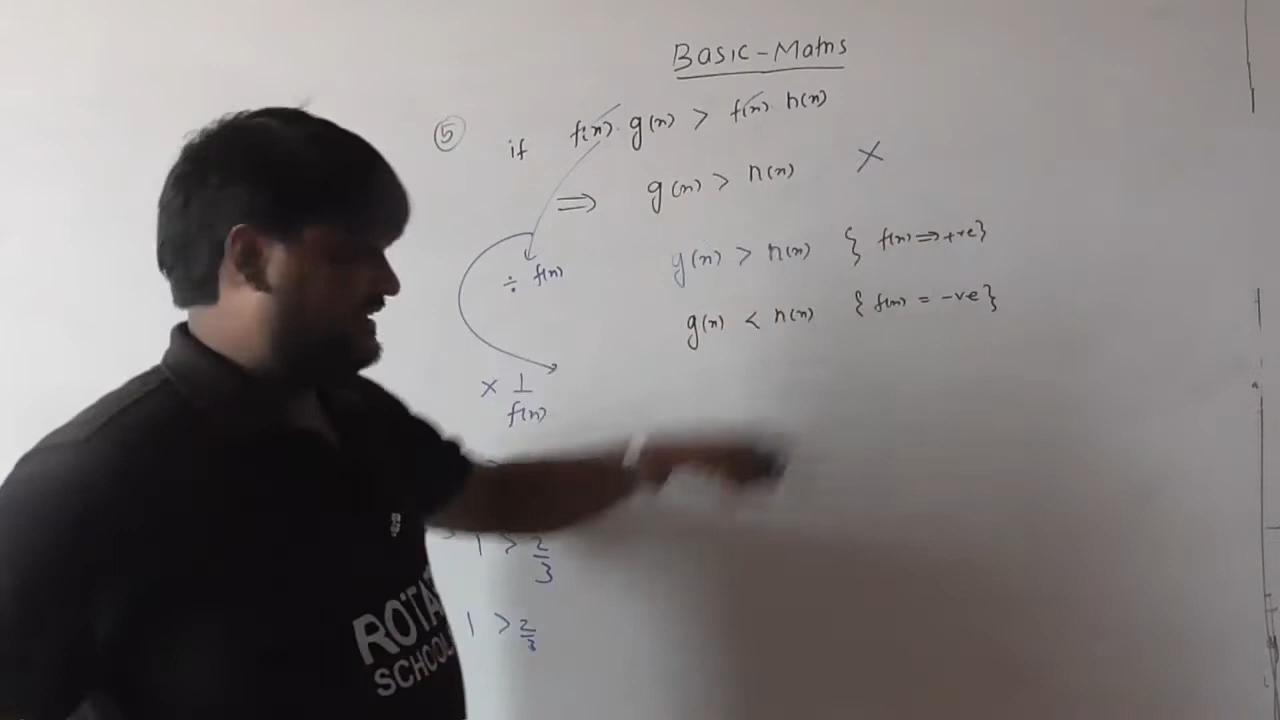 Basic-Maths
⑤ if f(x). g(x) > f(x). h(x)
⇒ g(x) > h(x) ×
g(x) > h(x) { f(x) ⇒ +ve}
÷ f(x)
g(x) < h(x) { f(x) = -ve}
× 1/f(x)
1 > 2/3
1 > 2/3
ROTA
SCHOOL